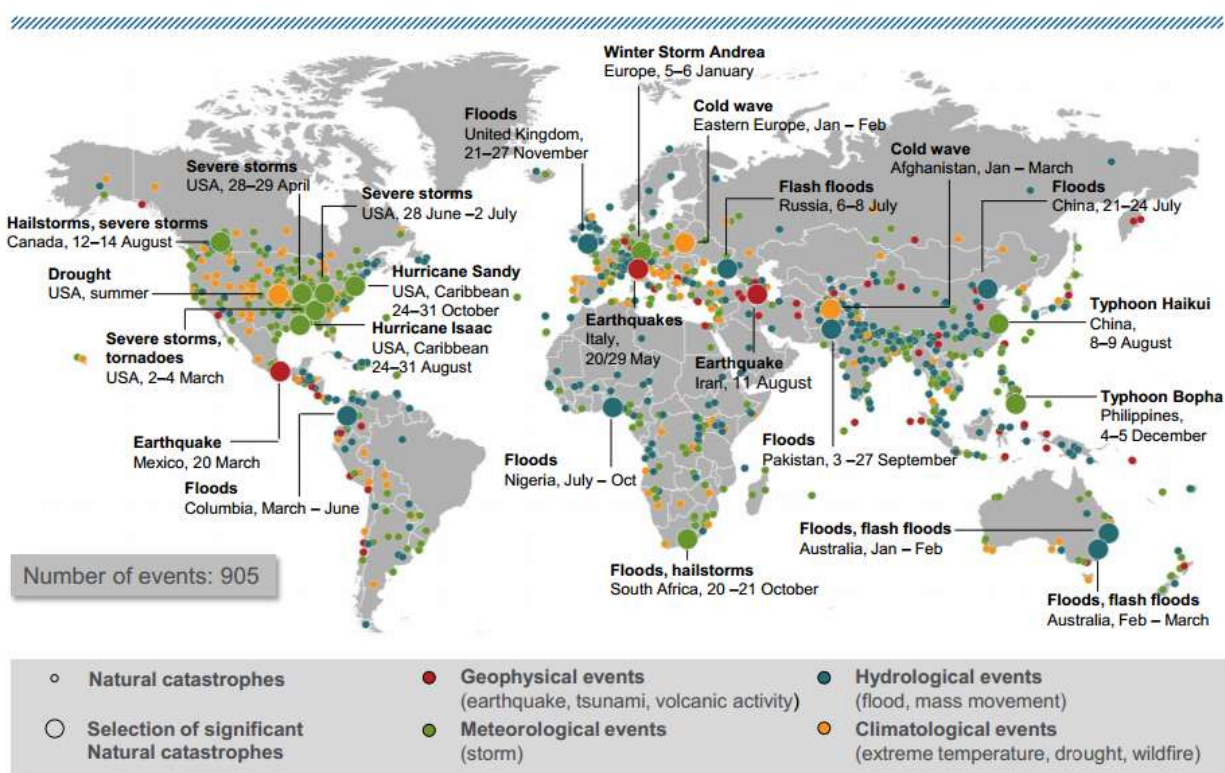 Winter Storm Andrea
Europe, 5–6 January
Floods
United Kingdom,
21–27 November
Cold wave
Eastern Europe, Jan – Feb
Cold wave
Afghanistan, Jan – March
Severe storms
USA, 28–29 April
Severe storms
USA, 28 June –2 July
Flash floods
Russia, 6–8 July
Floods
China, 21–24 July
Hailstorms, severe storms
Canada, 12–14 August
Drought
USA, summer
Hurricane Sandy
USA, Caribbean
24–31 October
Severe storms,
tornadoes
USA, 2–4 March
Hurricane Isaac
USA, Caribbean
24–31 August
Earthquakes
Italy,
20/29 May
Earthquake
Iran, 11 August
Typhoon Haikui
China,
8–9 August
Typhoon Bopha
Philippines,
4–5 December
Earthquake
Mexico, 20 March
Floods
Columbia, March – June
Floods
Nigeria, July – Oct
Floods
Pakistan, 3 –27 September
Floods, flash floods
Australia, Jan – Feb
Floods, hailstorms
South Africa, 20 –21 October
Floods, flash floods
Australia, Feb – March
Number of events: 905
Natural catastrophes
Selection of significant
Natural catastrophes
Geophysical events
(earthquake, tsunami, volcanic activity)
Meteorological events
(storm)
Hydrological events
(flood, mass movement)
Climatological events
(extreme temperature, drought, wildfire)